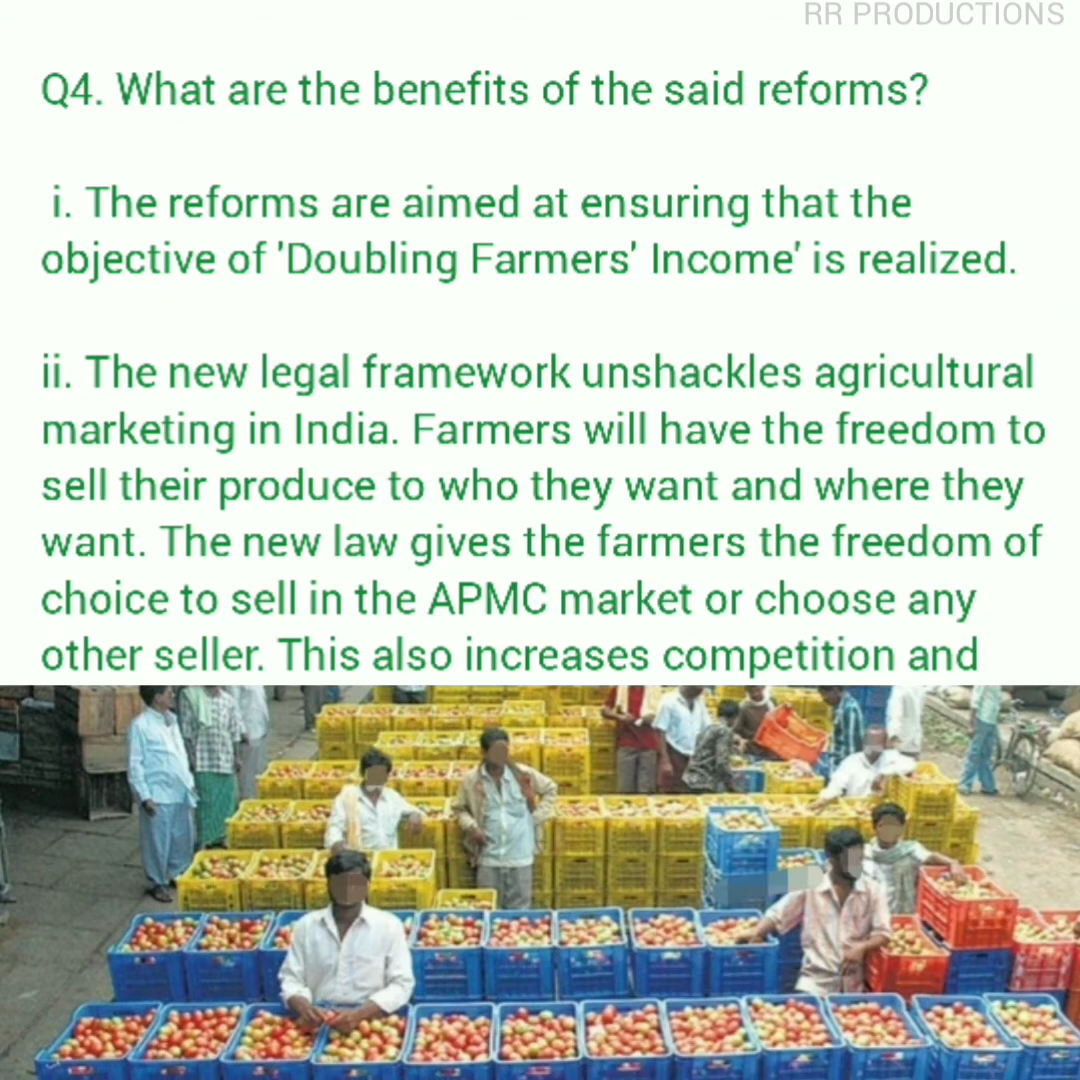 RR PRODUCTIONS
Q4. What are the benefits of the said reforms?
i. The reforms are aimed at ensuring that the
objective of 'Doubling Farmers' Income' is realized.
ii. The new legal framework unshackles agricultural
marketing in India. Farmers will have the freedom to
sell their produce to who they want and where they
want. The new law gives the farmers the freedom of
choice to sell in the APMC market or choose any
other seller. This also increases competition and